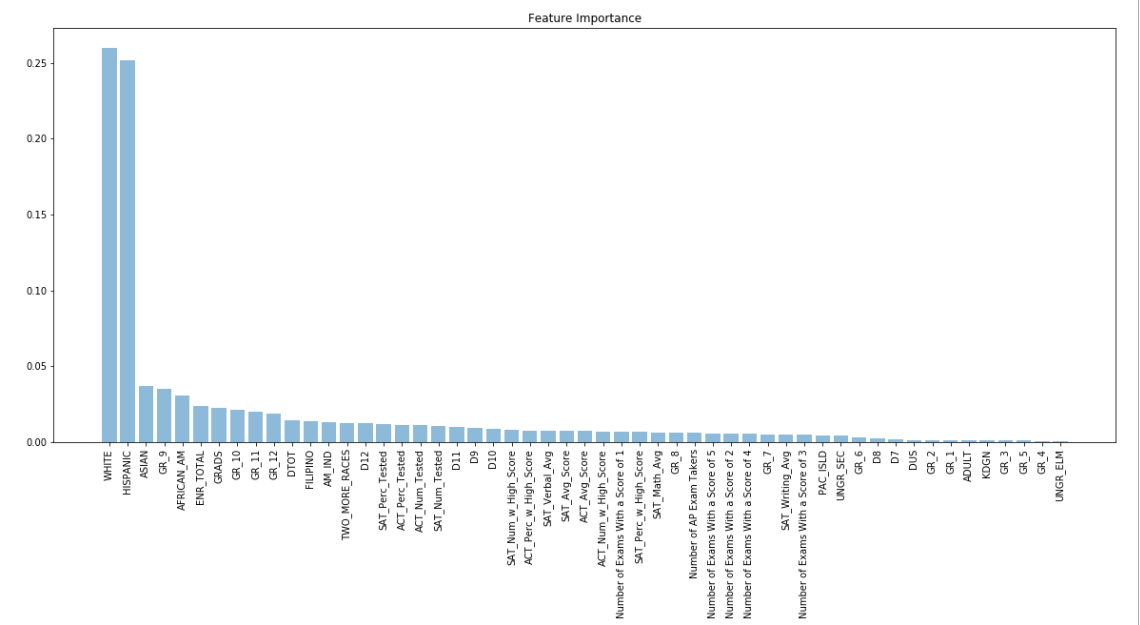 Feature Importance
0.25
0.20
0.15
0.10
0.05
0.00
WHITE
HISPANIC
ASIAN
GR_9
AFRICAN_AM
ENR_TOTAL
GRADS
GR_10
GR_11
GR_12
DTOT
FILIPINO
AM_IND
TWO_MORE_RACES
D12
SAT_Perc_Tested
ACT_Perc_Tested
ACT_Num_Tested
SAT_Num_Tested
D11
D9
D10
SAT_Num_w_High_Score
ACT_Perc_w_High_Score
SAT_Verbal_Avg
SAT_Avg_Score
ACT_Avg_Score
ACT_Num_w_High_Score
Number of Exams With a Score of 1
SAT_Perc_w_High_Score
SAT_Math_Avg
GR_8
Number of AP Exam Takers
Number of Exams With a Score of 5
Number of Exams With a Score of 2
Number of Exams With a Score of 4
GR_7
SAT_Writing_Avg
Number of Exams With a Score of 3
PAC_ISLD
UNGR_SEC
GR_6
D8
D7
DUS
GR_2
GR_1
ADULT
KDGN
GR_3
GR_5
GR_4
UNGR_ELM